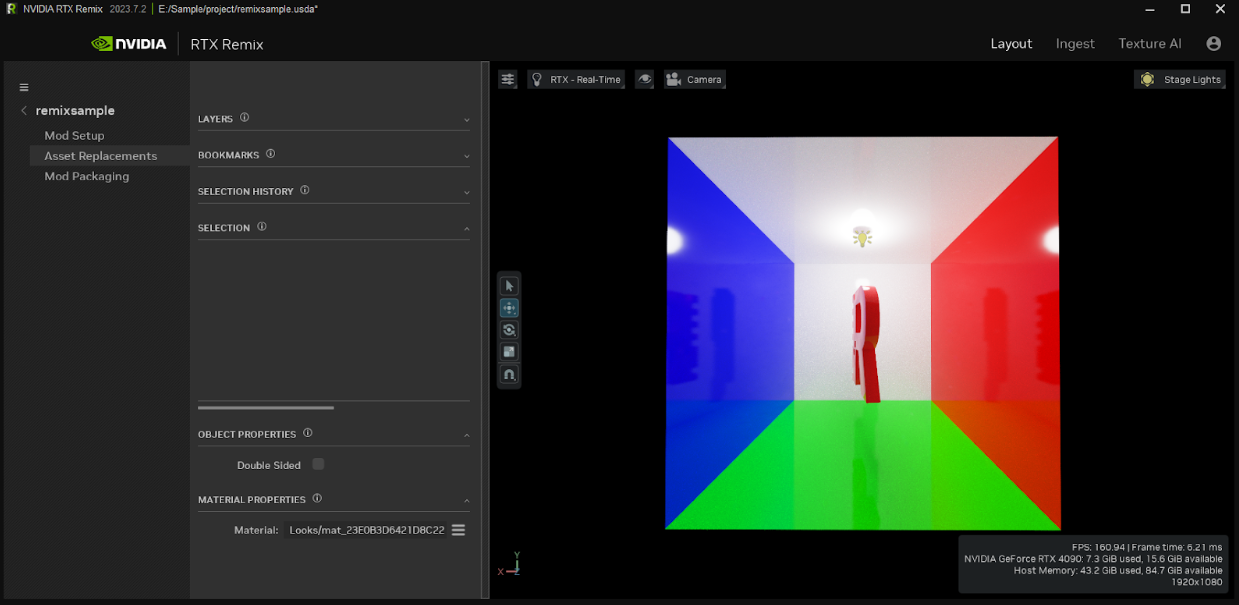 NVIDIA RTX Remix 2023.7.2 | E:/Sample/project/remixsample.usda*
NVIDIA RTX Remix
Layout Ingest Texture AI
remixsample
Mod Setup
Asset Replacements
Mod Packaging
LAYERS
BOOKMARKS
SELECTION HISTORY
SELECTION
OBJECT PROPERTIES
Double Sided
MATERIAL PROPERTIES
Material: Looks/mat_23E0B3D6421D8C22
RTX - Real-Time
Camera
Stage Lights
R
Y
X Z
FPS: 160.94 | Frame time: 6.21 ms
NVIDIA GeForce RTX 4090: 7.3 GiB used, 15.6 GiB available
Host Memory: 43.2 GiB used, 84.7 GiB available
1920x1080